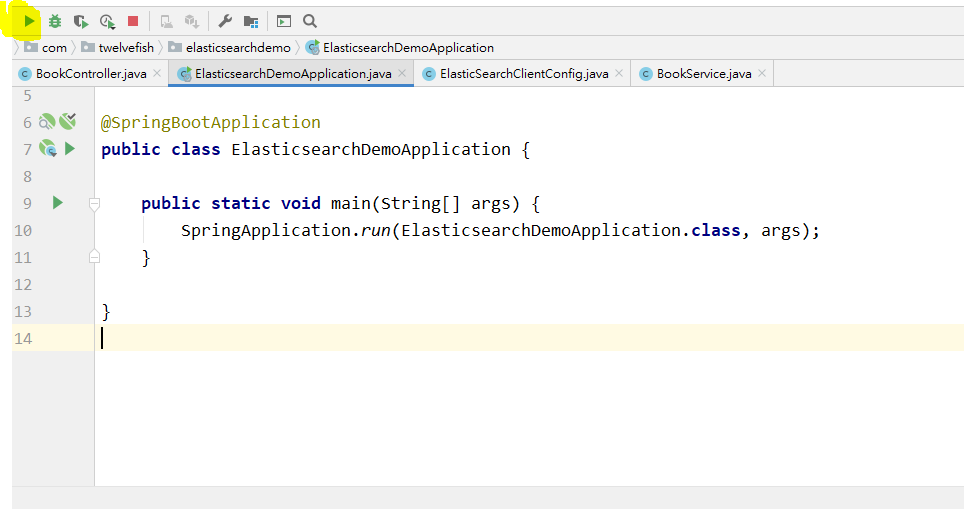 com twelvefish elasticsearchdemo ElasticsearchDemoApplication
BookController.java ElasticsearchDemoApplication.java ElasticSearchClientConfig.java BookService.java
5
6 @SpringBootApplication
7 public class ElasticsearchDemoApplication {
8
9 public static void main(String[] args) {
10 SpringApplication.run(ElasticsearchDemoApplication.class, args);
11 }
12
13 }
14